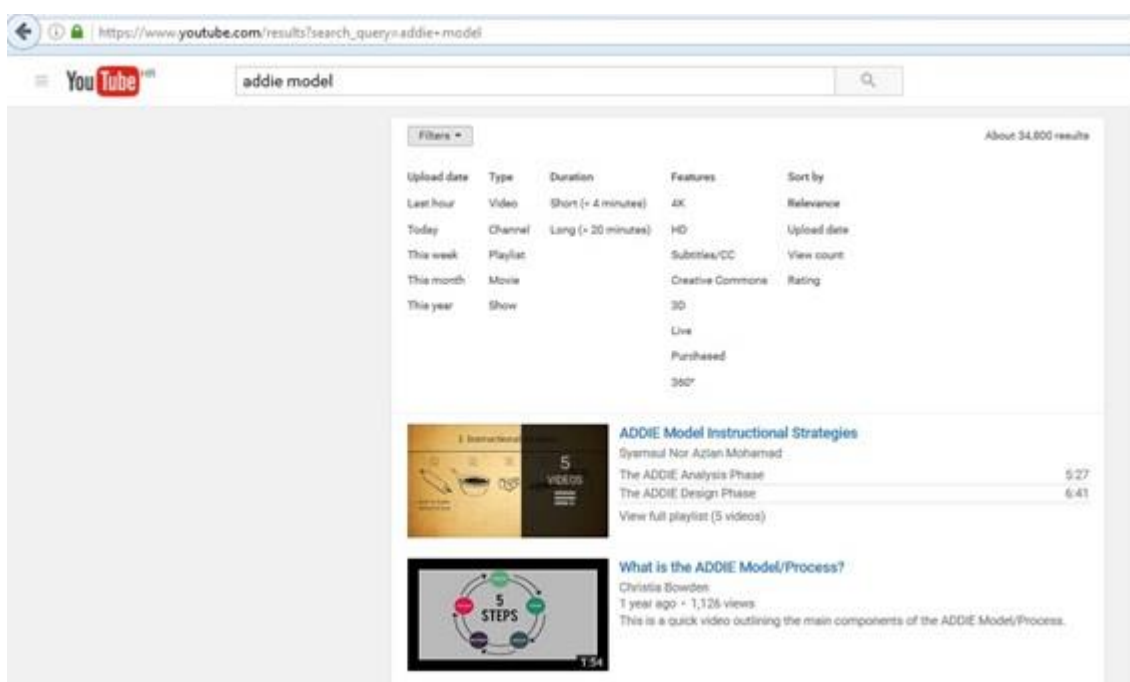 https://www.youtube.com/results?search_query=addie+model
YouTube
addie model
Filters
About 34,800 results
Upload date Type Duration Features Sort by
Last hour Video Short (< 4 minutes) 4K Relevance
Today Channel Long (> 20 minutes) HD Upload date
This week Playlist Subtitles/CC View count
This month Movie Creative Commons Rating
This year Show 3D
Live
Purchased
360°
5
VIDEOS
ADDIE Model Instructional Strategies
Syamsul Nor Azlan Mohamad
The ADDIE Analysis Phase 5:27
The ADDIE Design Phase 6:41
View full playlist (5 videos)
5
STEPS
1:54
What is the ADDIE Model/Process?
Christia Bowden
1 year ago • 1,126 views
This is a quick video outlining the main components of the ADDIE Model/Process.